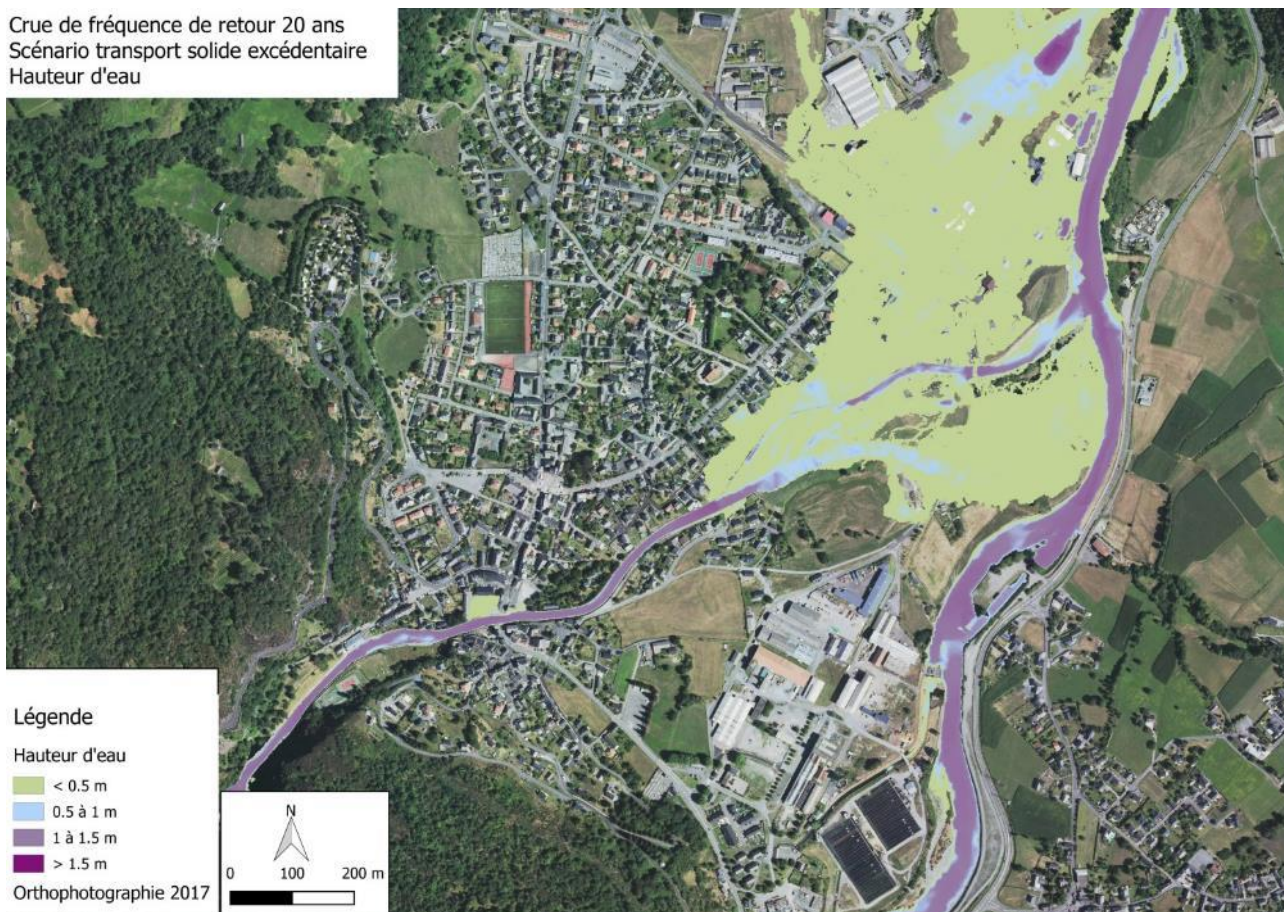 Crue de fréquence de retour 20 ans
Scénario transport solide excédentaire
Hauteur d'eau
Légende
Hauteur d'eau
< 0.5 m
0.5 à 1 m
1 à 1.5 m
> 1.5 m
Orthophotographie 2017
N
0 100 200 m